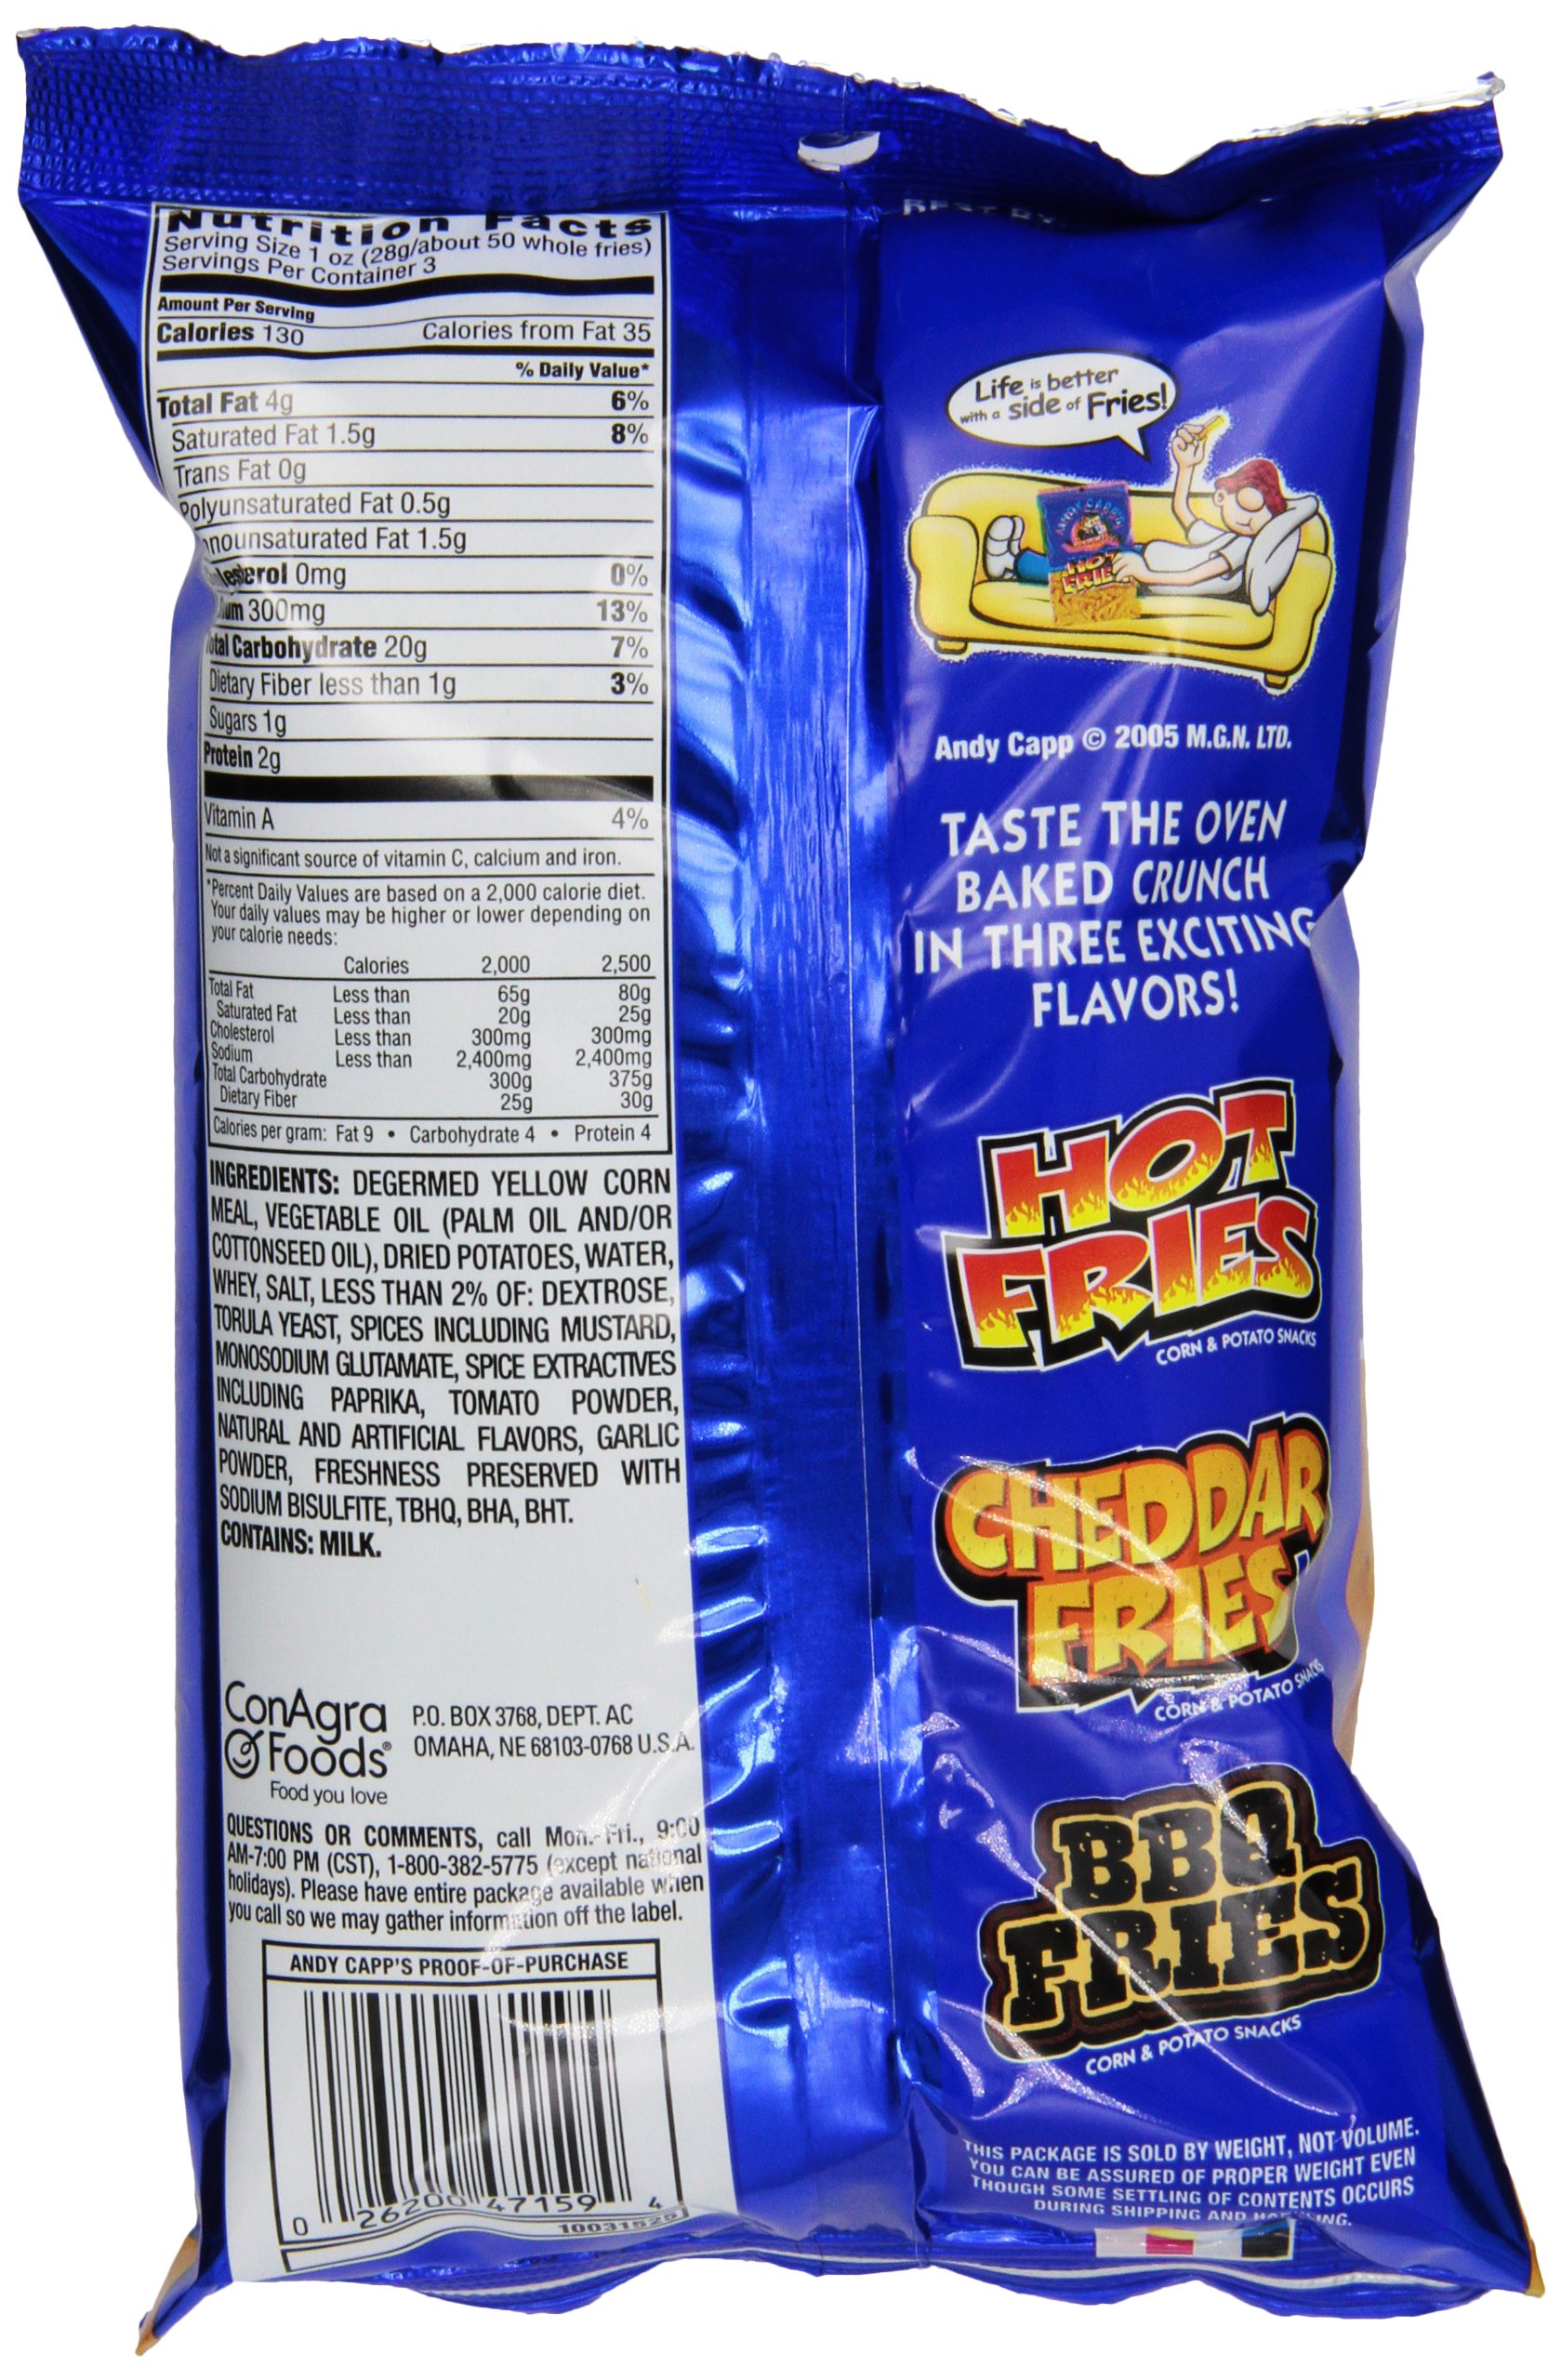 Nutrition Facts
Serving Size 1 oz (28g/about 50 whole fries)
Servings Per Container 3
Amount Per Serving
Calories 130 Calories from Fat 35
% Daily Value*
Total Fat 4g 6%
Saturated Fat 1.5g 8%
Trans Fat 0g
Polyunsaturated Fat 0.5g
nounsaturated Fat 1.5g
lesterol 0mg 0%
um 300mg 13%
otal Carbohydrate 20g 7%
Dietary Fiber less than 1g 3%
Sugars 1g
Protein 2g
Vitamin A 4%
Not a significant source of vitamin C, calcium and iron.
*Percent Daily Values are based on a 2,000 calorie diet.
Your daily values may be higher or lower depending on
your calorie needs:
Calories 2,000 2,500
Total Fat Less than 65g 80g
Saturated Fat Less than 20g 25g
Cholesterol Less than 300mg 300mg
Sodium Less than 2,400mg 2,400mg
Total Carbohydrate 300g 375g
Dietary Fiber 25g 30g
Calories per gram: Fat 9 • Carbohydrate 4 • Protein 4
INGREDIENTS: DEGERMED YELLOW CORN
MEAL, VEGETABLE OIL (PALM OIL AND/OR
COTTONSEED OIL), DRIED POTATOES, WATER,
WHEY, SALT, LESS THAN 2% OF: DEXTROSE,
TORULA YEAST, SPICES INCLUDING MUSTARD,
MONOSODIUM GLUTAMATE, SPICE EXTRACTIVES
INCLUDING PAPRIKA, TOMATO POWDER,
NATURAL AND ARTIFICIAL FLAVORS, GARLIC
POWDER, FRESHNESS PRESERVED WITH
SODIUM BISULFITE, TBHQ, BHA, BHT.
CONTAINS: MILK.
ConAgra
Foods®
Food you love
P.O. BOX 3768, DEPT. AC
OMAHA, NE 68103-0768 U.S.A.
QUESTIONS OR COMMENTS, call Mon.-Fri., 9:00
AM-7:00 PM (CST), 1-800-382-5775 (except national
holidays). Please have entire package available when
you call so we may gather information off the label.
ANDY CAPP'S PROOF-OF-PURCHASE
0 26200 47159 4
10031525
BEST BY
Life is better
with a side of Fries!
ANDY CAPP'S
HOT
FRIES
Andy Capp © 2005 M.G.N. LTD.
TASTE THE OVEN
BAKED CRUNCH
IN THREE EXCITING
FLAVORS!
HOT
FRIES
CORN & POTATO SNACKS
CHEDDAR
FRIES
CORN & POTATO SNACKS
BBQ
FRIES
CORN & POTATO SNACKS
THIS PACKAGE IS SOLD BY WEIGHT, NOT VOLUME.
YOU CAN BE ASSURED OF PROPER WEIGHT EVEN
THOUGH SOME SETTLING OF CONTENTS OCCURS
DURING SHIPPING AND HANDLING.